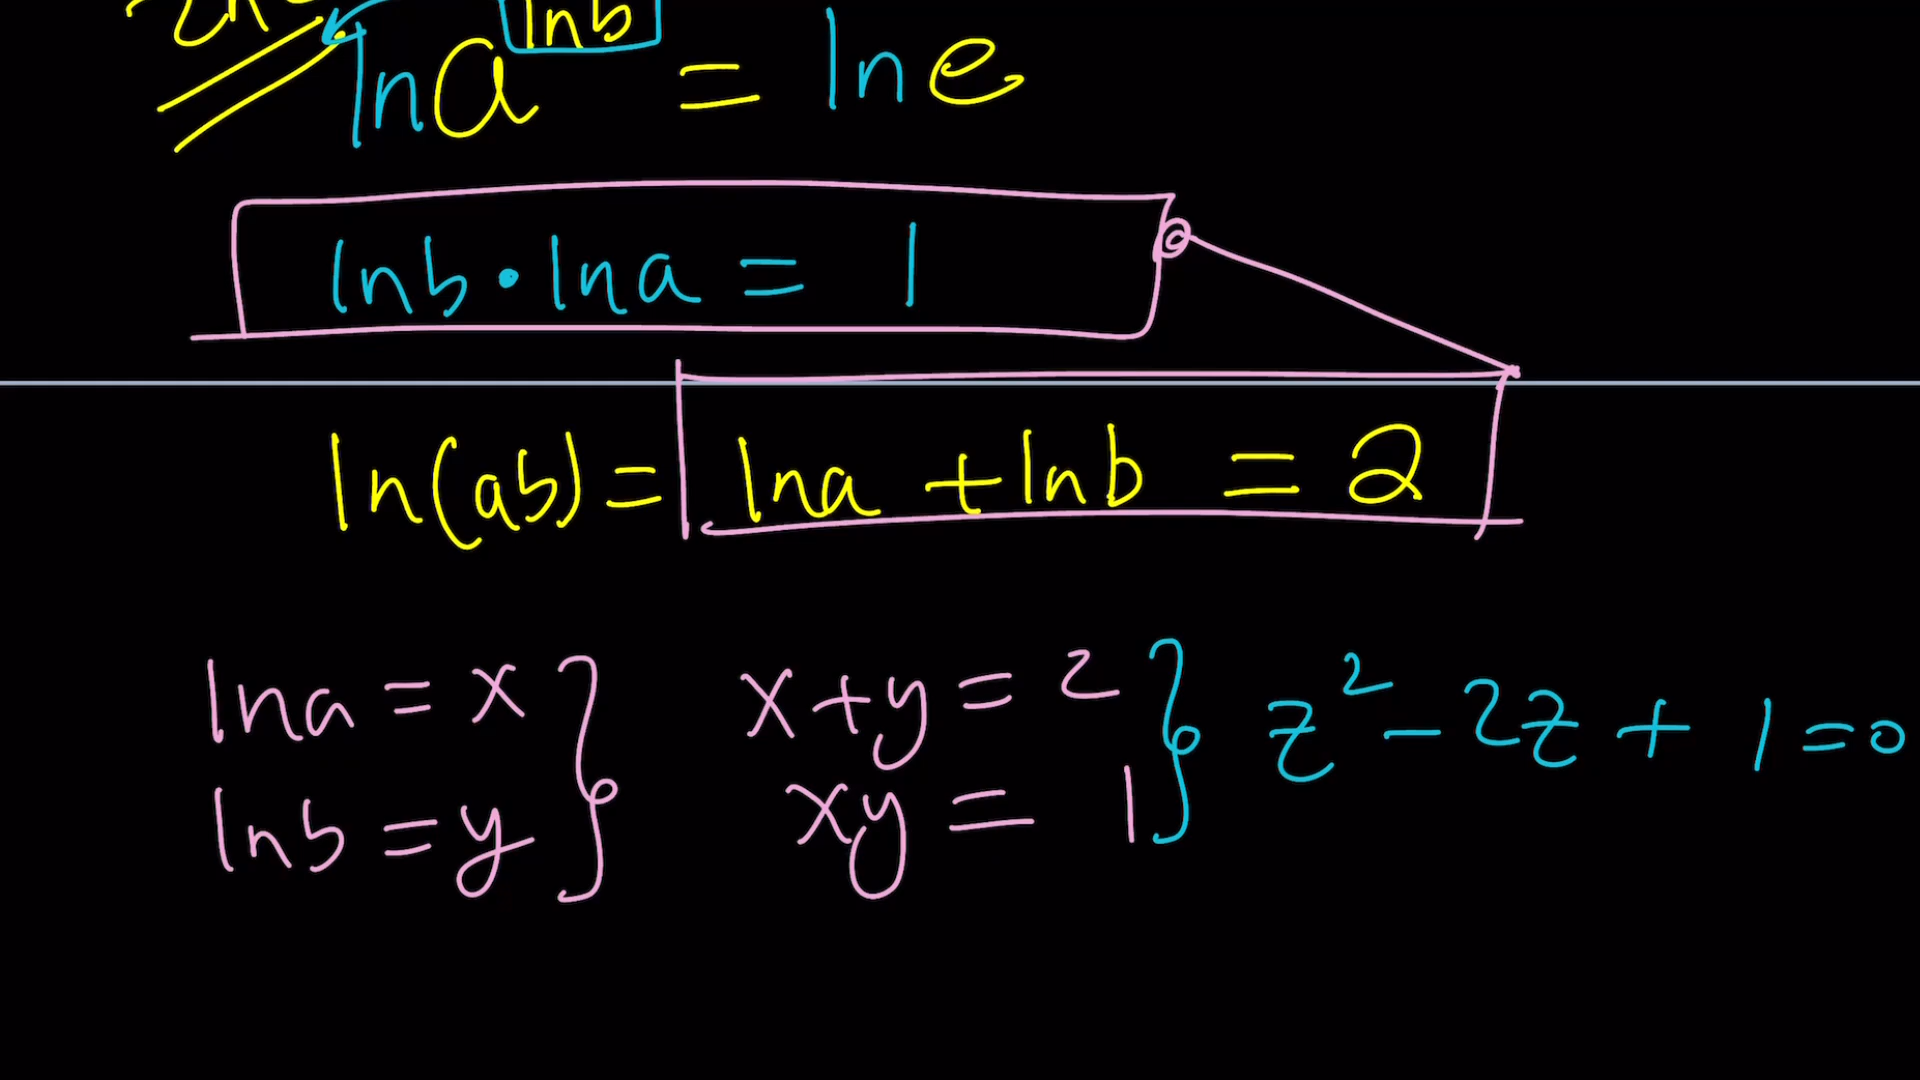 ln a^{ln b} = ln e
ln b · ln a = 1
ln(ab) = ln a + ln b = 2
ln a = x
ln b = y
x + y = 2
xy = 1
z² - 2z + 1 = 0